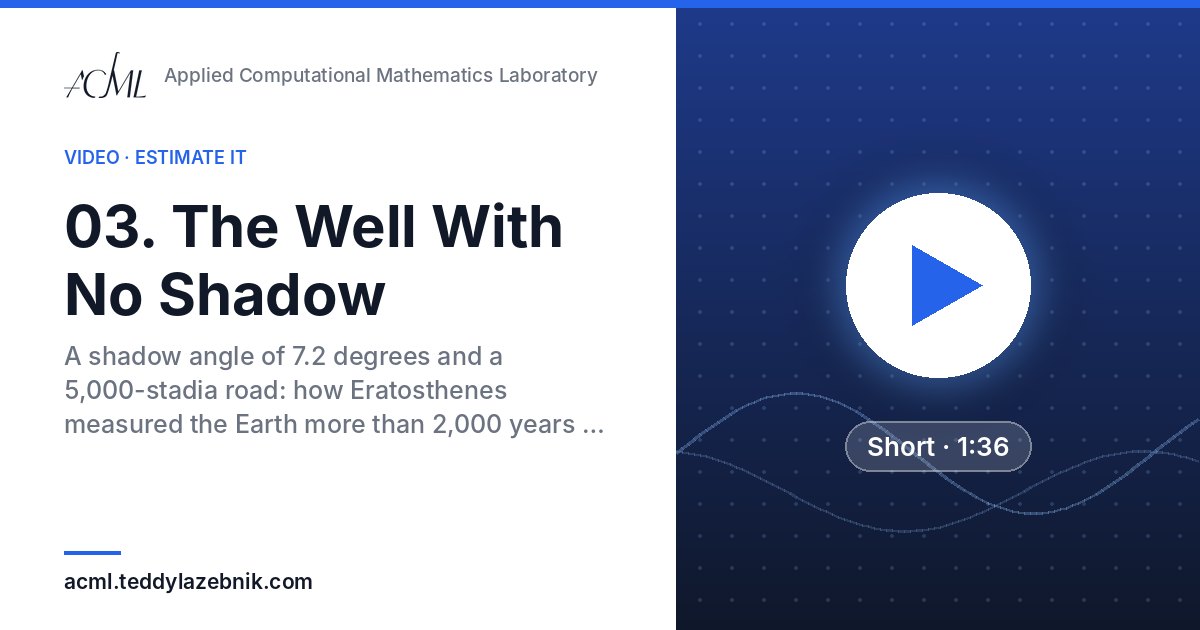 ACML Applied Computational Mathematics Laboratory
VIDEO · ESTIMATE IT
03. The Well With
No Shadow
A shadow angle of 7.2 degrees and a
5,000-stadia road: how Eratosthenes
measured the Earth more than 2,000 years ...
Short · 1:36
acml.teddylazebnik.com